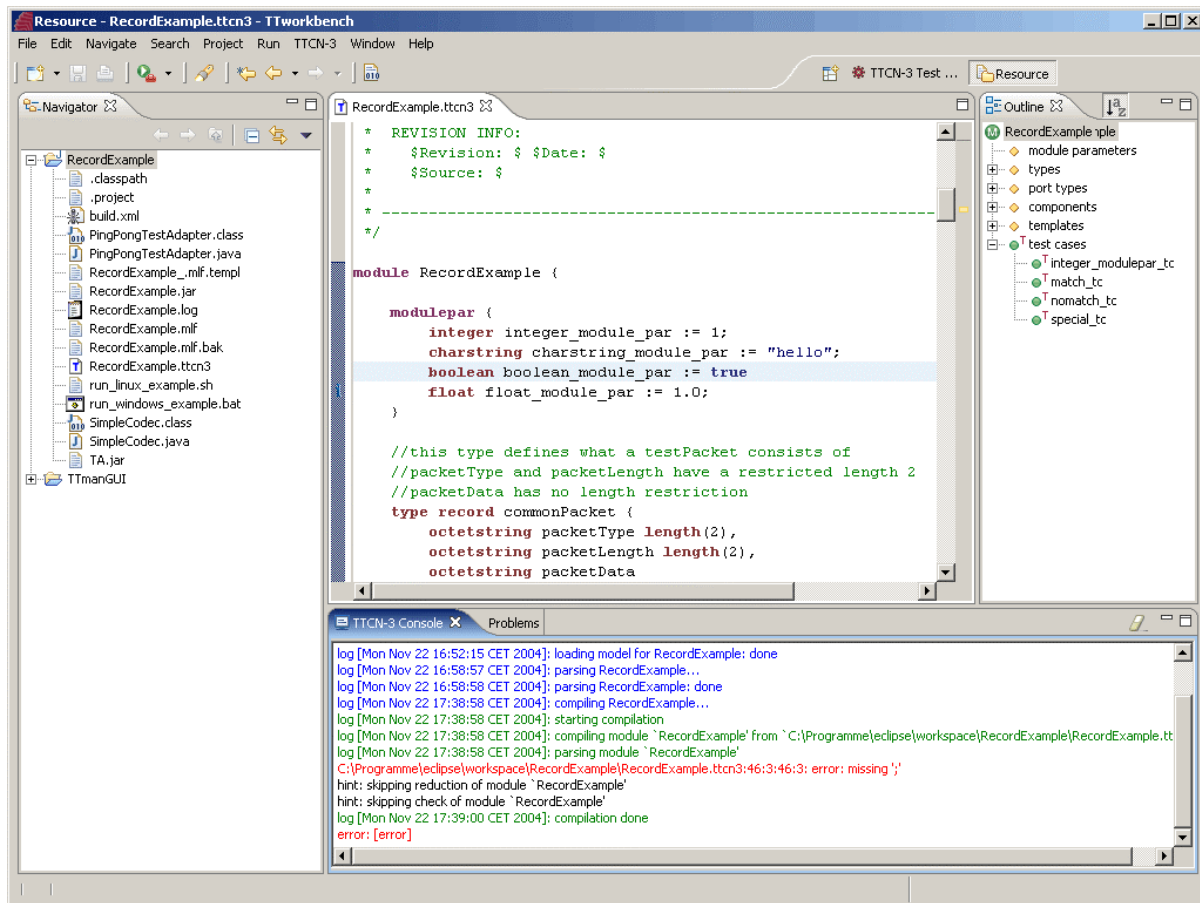 Resource - RecordExample.ttcn3 - TTworkbench
File Edit Navigate Search Project Run TTCN-3 Window Help
TTCN-3 Test ... Resource
Navigator
RecordExample
.classpath
.project
build.xml
PingPongTestAdapter.class
PingPongTestAdapter.java
RecordExample_.mlf.templ
RecordExample.jar
RecordExample.log
RecordExample.mlf
RecordExample.mlf.bak
RecordExample.ttcn3
run_linux_example.sh
run_windows_example.bat
SimpleCodec.class
SimpleCodec.java
TA.jar
TTmanGUI
RecordExample.ttcn3
* REVISION INFO:
* $Revision: $ $Date: $
* $Source: $
*
* -----------------------------------------------------------
*/
module RecordExample {
modulepar {
integer integer_module_par := 1;
charstring charstring_module_par := "hello";
boolean boolean_module_par := true
float float_module_par := 1.0;
}
//this type defines what a testPacket consists of
//packetType and packetLength have a restricted length 2
//packetData has no length restriction
type record commonPacket {
octetstring packetType length(2),
octetstring packetLength length(2),
octetstring packetData
Outline
RecordExample
module parameters
types
port types
components
templates
test cases
integer_modulepar_tc
match_tc
nomatch_tc
special_tc
TTCN-3 Console Problems
log [Mon Nov 22 16:52:15 CET 2004]: loading model for RecordExample: done
log [Mon Nov 22 16:58:57 CET 2004]: parsing RecordExample...
log [Mon Nov 22 16:58:58 CET 2004]: parsing RecordExample: done
log [Mon Nov 22 17:38:58 CET 2004]: compiling RecordExample...
log [Mon Nov 22 17:38:58 CET 2004]: starting compilation
log [Mon Nov 22 17:38:58 CET 2004]: compiling module `RecordExample' from `C:\Programme\eclipse\workspace\RecordExample\RecordExample.tt
log [Mon Nov 22 17:38:58 CET 2004]: parsing module `RecordExample'
C:\Programme\eclipse\workspace\RecordExample\RecordExample.ttcn3:46:3:46:3: error: missing ';'
hint: skipping reduction of module `RecordExample'
hint: skipping check of module `RecordExample'
log [Mon Nov 22 17:39:00 CET 2004]: compilation done
error: [error]